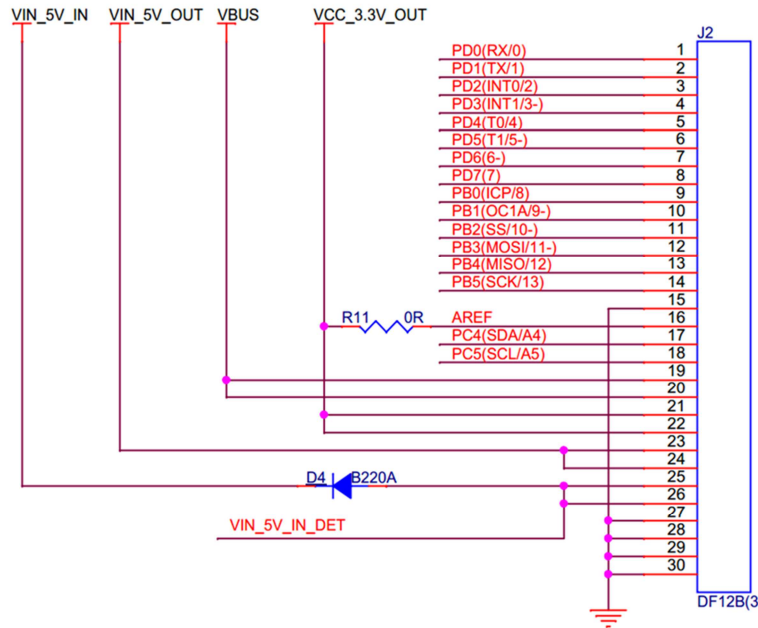 VIN_5V_IN VIN_5V_OUT VBUS VCC_3.3V_OUT
J2
PD0(RX/0) 1
PD1(TX/1) 2
PD2(INT0/2) 3
PD3(INT1/3-) 4
PD4(T0/4) 5
PD5(T1/5-) 6
PD6(6-) 7
PD7(7) 8
PB0(ICP/8) 9
PB1(OC1A/9-) 10
PB2(SS/10-) 11
PB3(MOSI/11-) 12
PB4(MISO/12) 13
PB5(SCK/13) 14
15
R11 0R AREF 16
PC4(SDA/A4) 17
PC5(SCL/A5) 18
19
20
21
22
23
24
D4 B220A 25
26
VIN_5V_IN_DET 27
28
29
30
DF12B(3